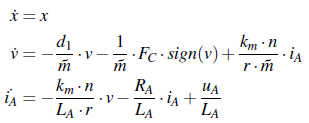 ẋ = x
v̇ = −d₁/m̃ · v − 1/m̃ · F_C · sign(v) + k_m · n/r · m̃ · i_A
i̇_A = −k_m · n/L_A · r · v − R_A/L_A · i_A + u_A/L_A